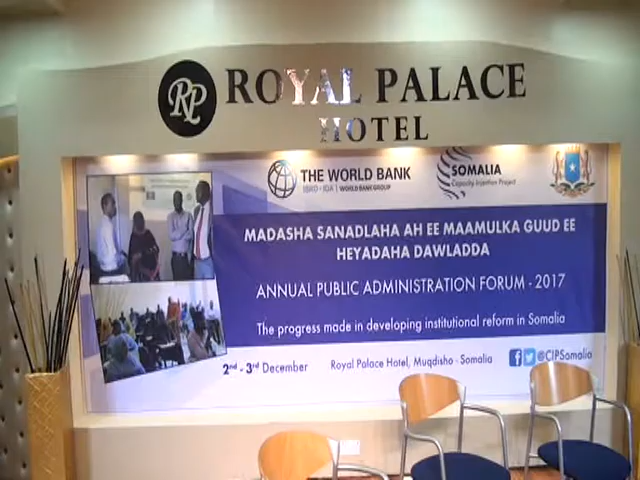 RP
ROYAL PALACE
HOTEL
THE WORLD BANK
IBRD • IDA | WORLD BANK GROUP
SOMALIA
Capacity Injection Project
MADASHA SANADLAHA AH EE MAAMULKA GUUD EE
HEYADAHA DAWLADDA
ANNUAL PUBLIC ADMINISTRATION FORUM - 2017
The progress made in developing institutional reform in Somalia
2nd - 3rd December
Royal Palace Hotel, Muqdisho - Somalia
@CIPSomalia